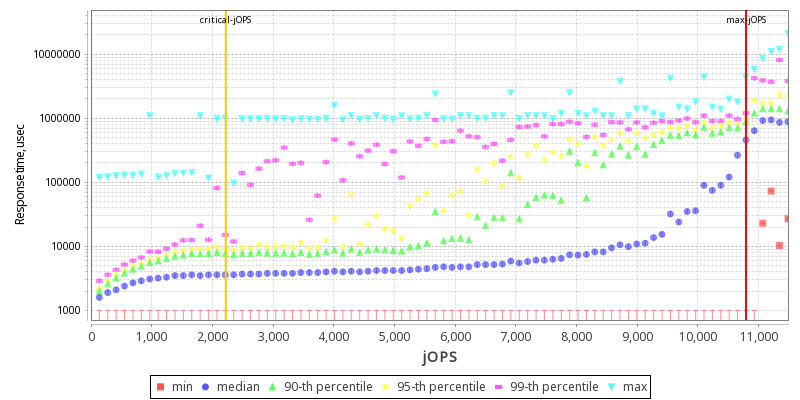 critical-jOPS max-jOPS
10000000
1000000
100000
10000
1000
Response time, usec
0 1,000 2,000 3,000 4,000 5,000 6,000 7,000 8,000 9,000 10,000 11,000
jOPS
min median 90-th percentile 95-th percentile 99-th percentile max